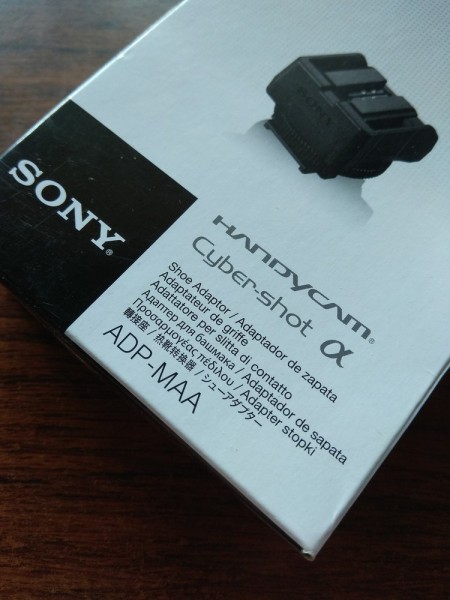 SONY®
HANDYCAM®
Cyber-shot α
Shoe Adaptor / Adaptador de zapata
Adaptateur de griffe
Adattatore per slitta di contatto
Адаптер для башмака / Adaptador de sapata
Προσαρμογέας πέδιλου / Adapter stopki
轉接座 / 热靴转换器 / シューアダプター
ADP-MAA